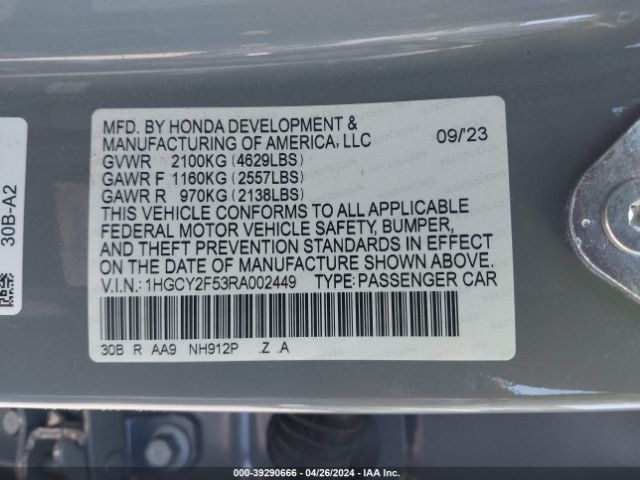 30B-A2
MFD. BY HONDA DEVELOPMENT &
MANUFACTURING OF AMERICA, LLC 09/23
GVWR 2100KG (4629LBS)
GAWR F 1160KG (2557LBS)
GAWR R 970KG (2138LBS)
THIS VEHICLE CONFORMS TO ALL APPLICABLE
FEDERAL MOTOR VEHICLE SAFETY, BUMPER,
AND THEFT PREVENTION STANDARDS IN EFFECT
ON THE DATE OF MANUFACTURE SHOWN ABOVE.
V.I.N.: 1HGCY2F53RA002449 TYPE: PASSENGER CAR
30B R AA9 NH912P .Z .A
000-39290666 - 04/26/2024 - IAA Inc.